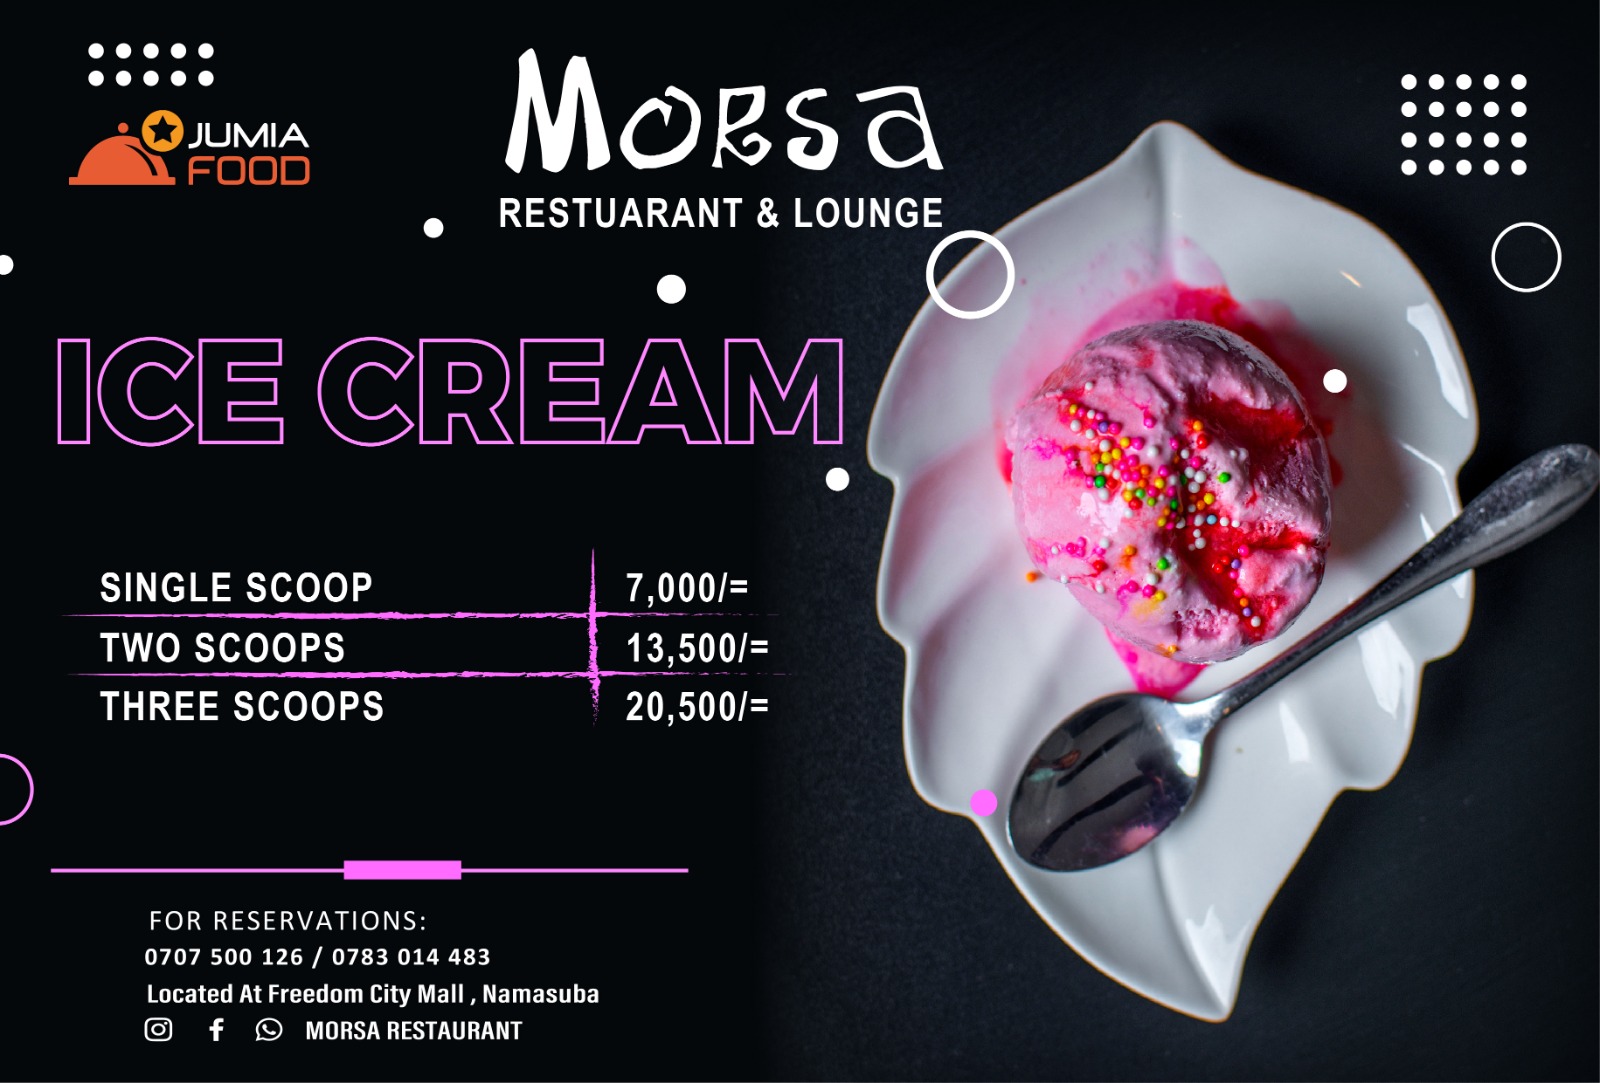 JUMIA
FOOD
MORSA
RESTUARANT & LOUNGE
ICE CREAM
SINGLE SCOOP 7,000/=
TWO SCOOPS 13,500/=
THREE SCOOPS 20,500/=
FOR RESERVATIONS:
0707 500 126 / 0783 014 483
Located At Freedom City Mall , Namasuba
MORSA RESTAURANT